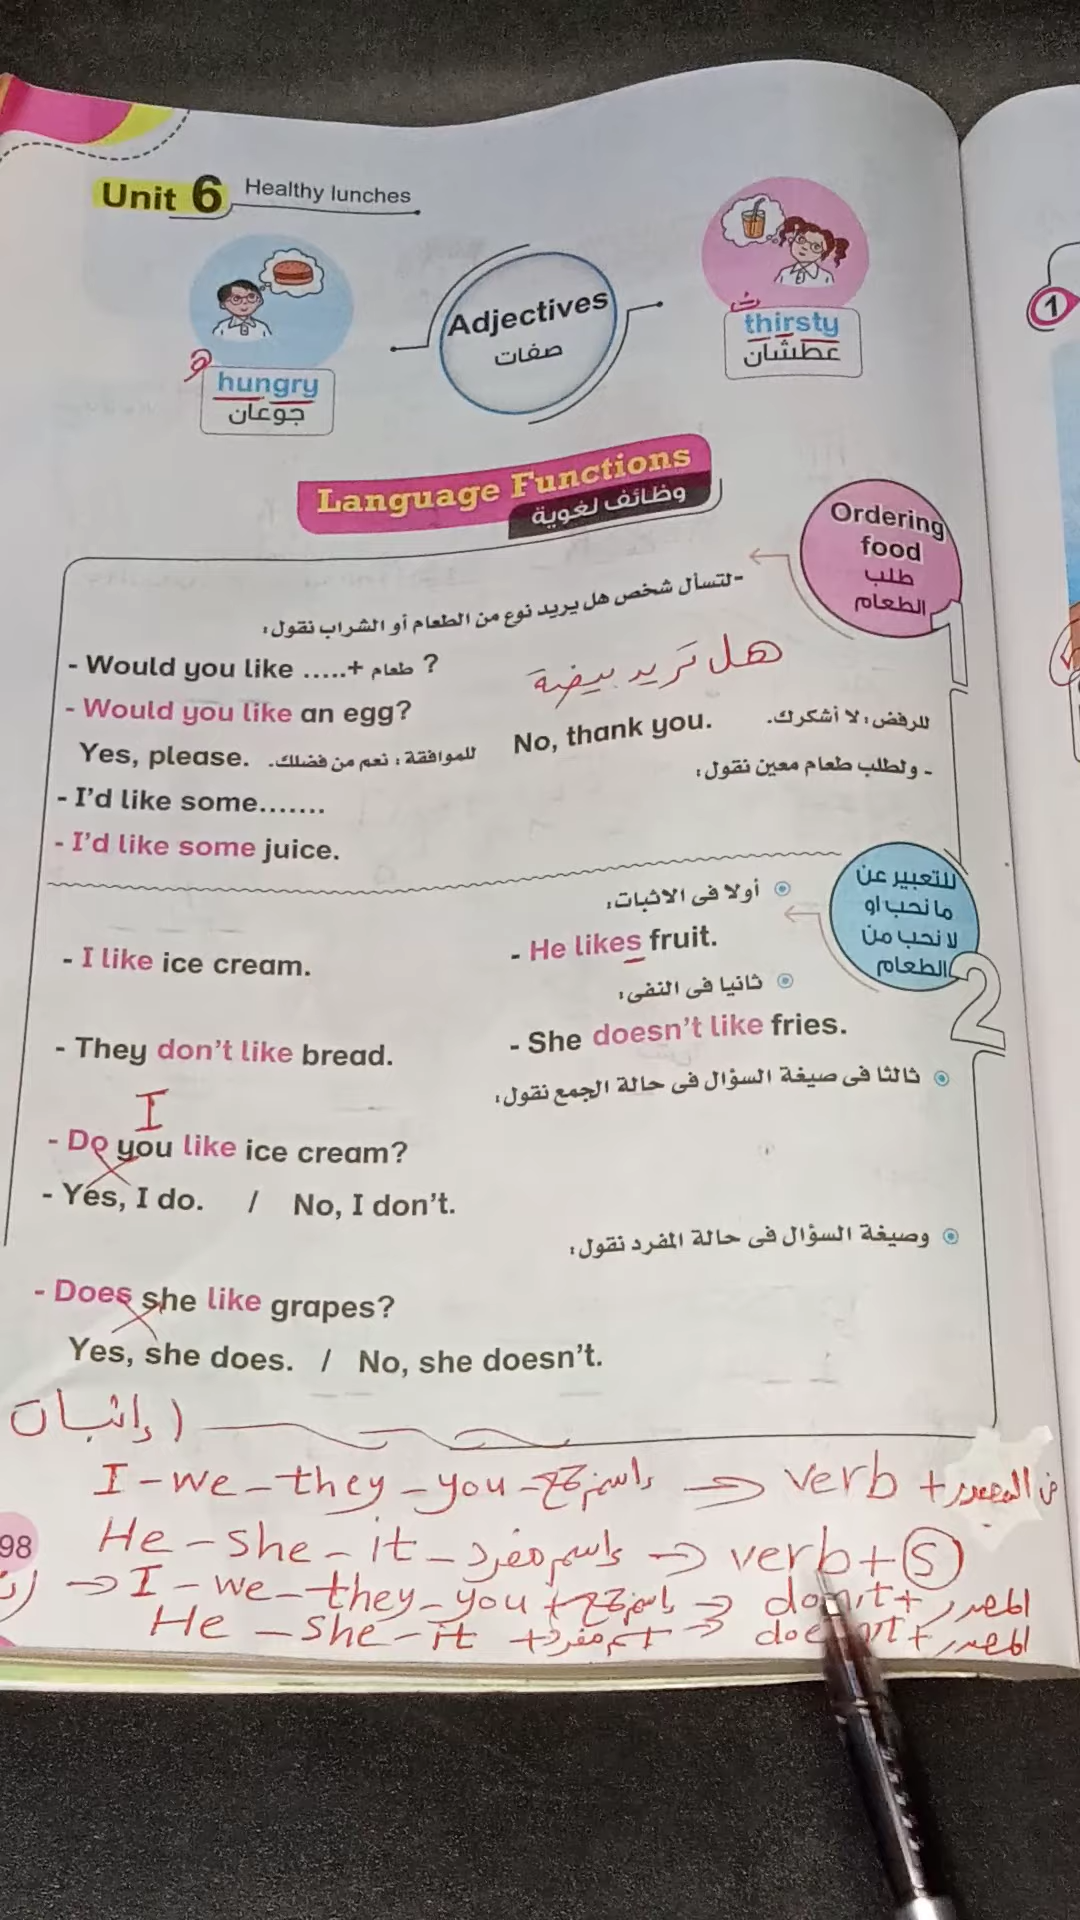 Unit 6 Healthy lunches
Adjectives
صفات
hungry
جوعان
thirsty
عطشان
Language Functions
وظائف لغوية
Ordering food
طلب الطعام
1
-لتسأل شخص هل يريد نوع من الطعام أو الشراب نقول:
- Would you like .....+ طعام ?
هل تريد بيضة
- Would you like an egg?
Yes, please. للموافقة: نعم من فضلك.
No, thank you. للرفض: لا أشكرك.
- ولطلب طعام معين نقول:
- I'd like some.......
- I'd like some juice.
للتعبير عن
ما نحب او
لا نحب من
الطعام
2
أولا فى الاثبات:
- I like ice cream.
- He likes fruit.
ثانيا فى النفى:
- They don't like bread.
- She doesn't like fries.
ثالثا فى صيغة السؤال فى حالة الجمع نقول:
I
- Do you like ice cream?
- Yes, I do. / No, I don't.
وصيغة السؤال فى حالة المفرد نقول:
- Does she like grapes?
Yes, she does. / No, she doesn't.
إثبات
I - we - they - you - اسم جمع → verb + المصدر
He - she - it - اسم مفرد → verb + s
→ I - we - they - you + اسم جمع → don't + المصدر
He - she - it + اسم مفرد → doesn't + المصدر
98
1